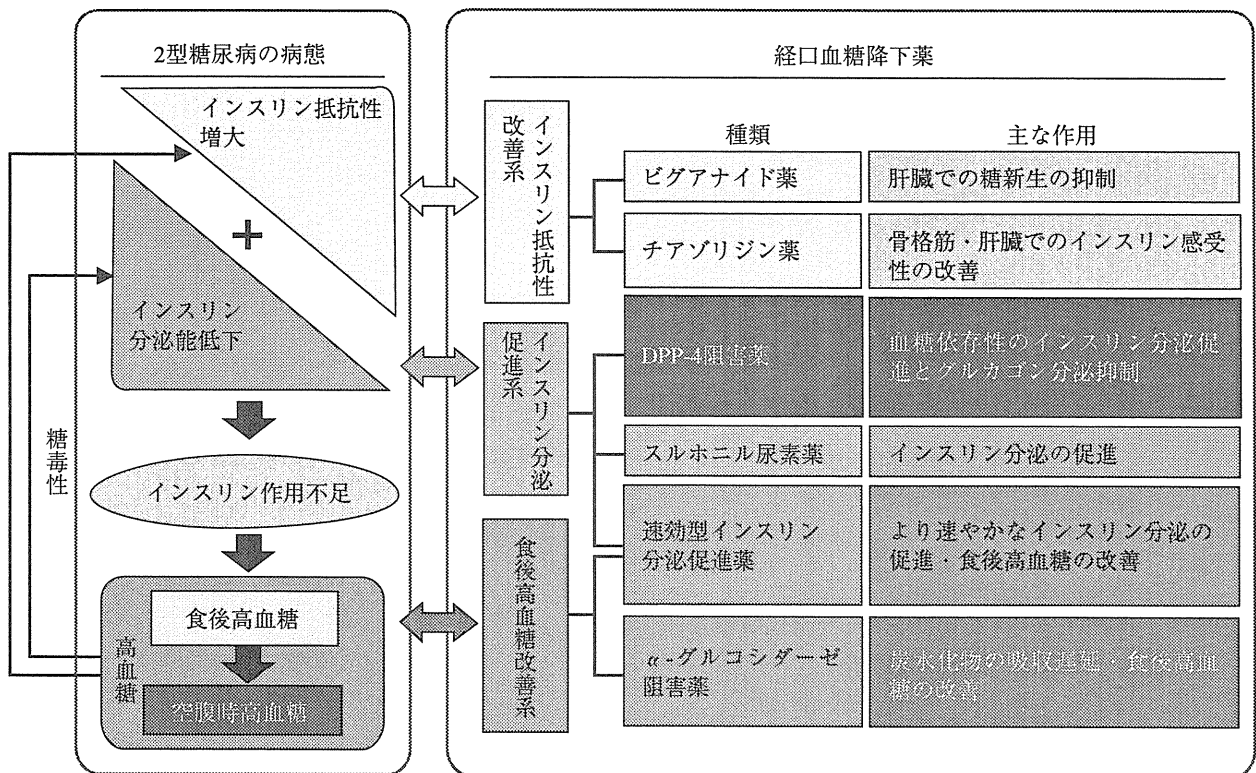 2型糖尿病の病態
インスリン抵抗性
増大
+
インスリン
分泌能低下
糖毒性
インスリン作用不足
高血糖
食後高血糖
空腹時高血糖
経口血糖降下薬
種類
主な作用
インスリン抵抗性
改善系
ビグアナイド薬
肝臓での糖新生の抑制
チアゾリジン薬
骨格筋・肝臓でのインスリン感受
性の改善
インスリン分泌
促進系
DPP-4阻害薬
血糖依存性のインスリン分泌促
進とグルカゴン分泌抑制
スルホニル尿素薬
インスリン分泌の促進
食後高血糖改善系
速効型インスリン
分泌促進薬
より速やかなインスリン分泌の
促進・食後高血糖の改善
α-グルコンダーゼ
阻害薬
炭水化物の吸収遅延・食後高血
糖の改善